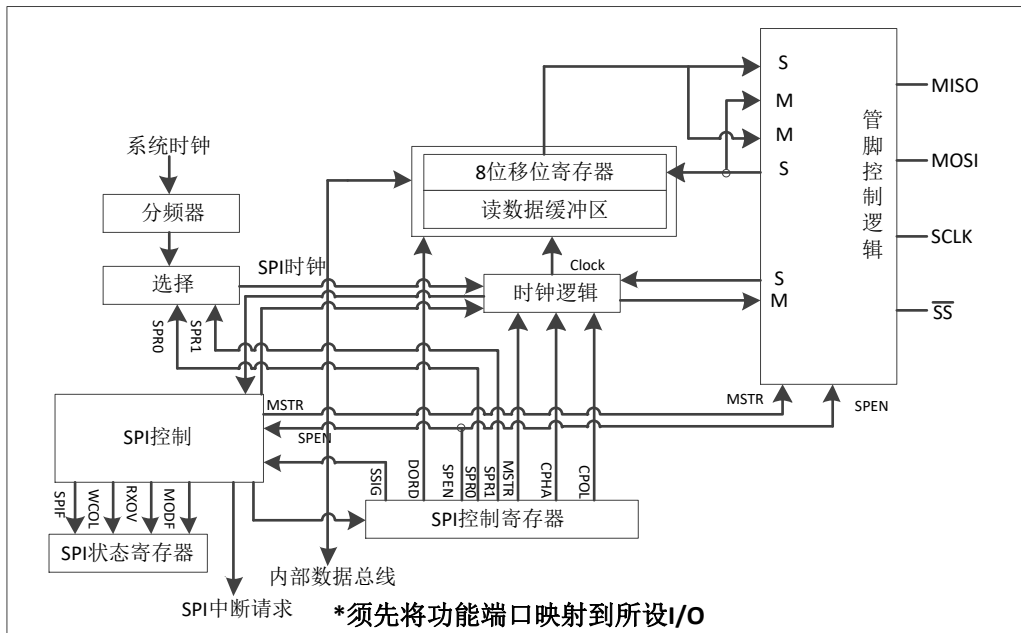 S
MISO
M
系统时钟
M
MOSI
8位移位寄存器
S
管脚控制逻辑
分频器
读数据缓冲区
SCLK
SPI时钟
Clock
选择
时钟逻辑
S
M
SS
SPR0
SPR1
MSTR
SPEN
MSTR
SPEN
SPI控制
SSIG
DORD
SPEN
SPR0
SPR1
MSTR
CPHA
CPOL
SPIF
WCOL
RXOV
MODF
SPI控制寄存器
SPI状态寄存器
内部数据总线
SPI中断请求
*须先将功能端口映射到所设I/O